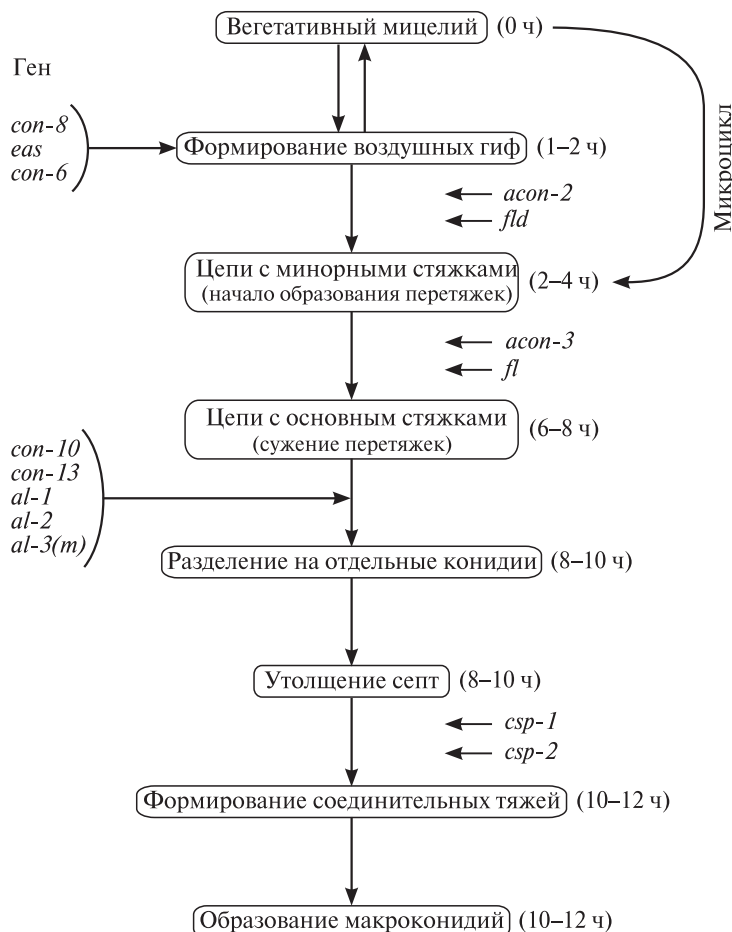 Вегетативный мицелий (0 ч)
Ген
con-8
eas
con-6
Формирование воздушных гиф (1–2 ч)
Микроцикл
acon-2
fld
Цепи с минорными стяжками
(начало образования перетяжек)
(2–4 ч)
acon-3
fl
Цепи с основным стяжками
(сужение перетяжек)
(6–8 ч)
con-10
con-13
al-1
al-2
al-3(m)
Разделение на отдельные конидии (8–10 ч)
Утолщение септ (8–10 ч)
csp-1
csp-2
Формирование соединительных тяжей (10–12 ч)
Образование макроконидий (10–12 ч)